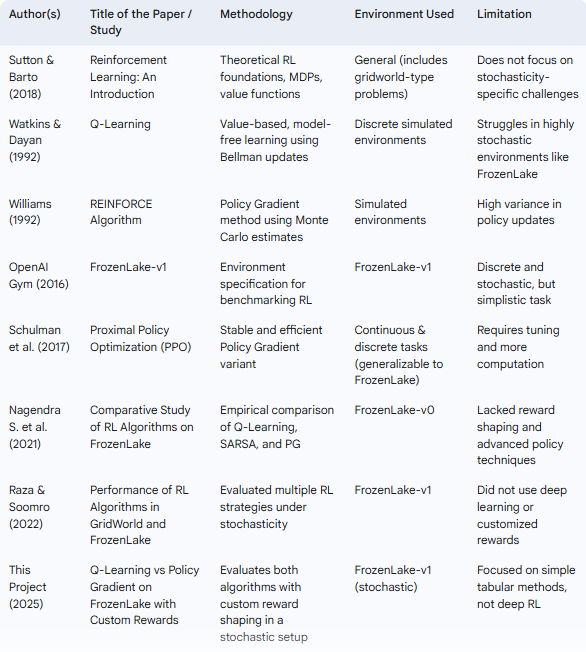 Author(s) Title of the Paper / Methodology Environment Used Limitation
Study
Sutton & Reinforcement Theoretical RL General (includes Does not focus on
Barto Learning: An foundations, MDPs, gridworld-type stochasticity-
(2018) Introduction value functions problems) specific challenges
Watkins & Q-Learning Value-based, model- Discrete simulated Struggles in highly
Dayan free learning using environments stochastic
(1992) Bellman updates environments like
FrozenLake
Williams REINFORCE Policy Gradient Simulated High variance in
(1992) Algorithm method using Monte environments policy updates
Carlo estimates
OpenAI FrozenLake-v1 Environment FrozenLake-v1 Discrete and
Gym (2016) specification for stochastic, but
benchmarking RL simplistic task
Schulman Proximal Policy Stable and efficient Continuous & Requires tuning
et al. (2017) Optimization (PPO) Policy Gradient discrete tasks and more
variant (generalizable to computation
FrozenLake)
Nagendra Comparative Study Empirical comparison FrozenLake-v0 Lacked reward
S. et al. of RL Algorithms on of Q-Learning, shaping and
(2021) FrozenLake SARSA, and PG advanced policy
techniques
Raza & Performance of RL Evaluated multiple RL FrozenLake-v1 Did not use deep
Soomro Algorithms in strategies under learning or
(2022) GridWorld and stochasticity customized
FrozenLake rewards
This Q-Learning vs Policy Evaluates both FrozenLake-v1 Focused on simple
Project Gradient on algorithms with (stochastic) tabular methods,
(2025) FrozenLake with custom reward not deep RL
Custom Rewards shaping in a
stochastic setup